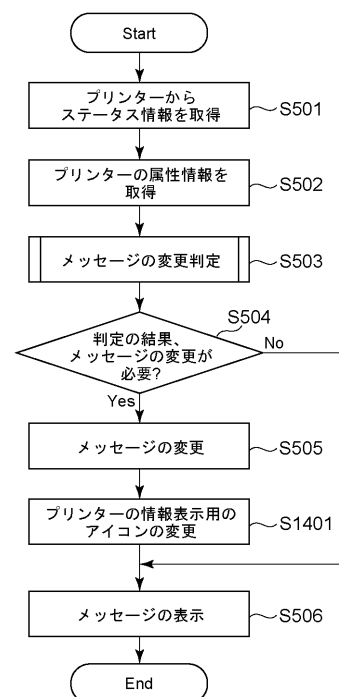 Start
プリンターから
ステータス情報を取得
S501
プリンターの属性情報を
取得
S502
メッセージの変更判定
S503
S504
判定の結果、
メッセージの変更が
必要?
No
Yes
メッセージの変更
S505
プリンターの情報表示用の
アイコンの変更
S1401
メッセージの表示
S506
End